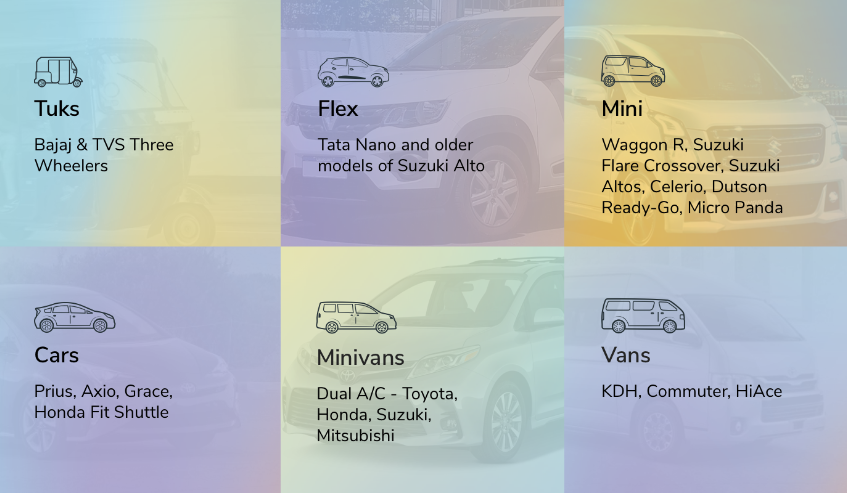 Tuks
Bajaj & TVS Three
Wheelers
Flex
Tata Nano and older
models of Suzuki Alto
Mini
Waggon R, Suzuki
Flare Crossover, Suzuki
Altos, Celerio, Dutson
Ready-Go, Micro Panda
Cars
Prius, Axio, Grace,
Honda Fit Shuttle
Minivans
Dual A/C - Toyota,
Honda, Suzuki,
Mitsubishi
Vans
KDH, Commuter, HiAce